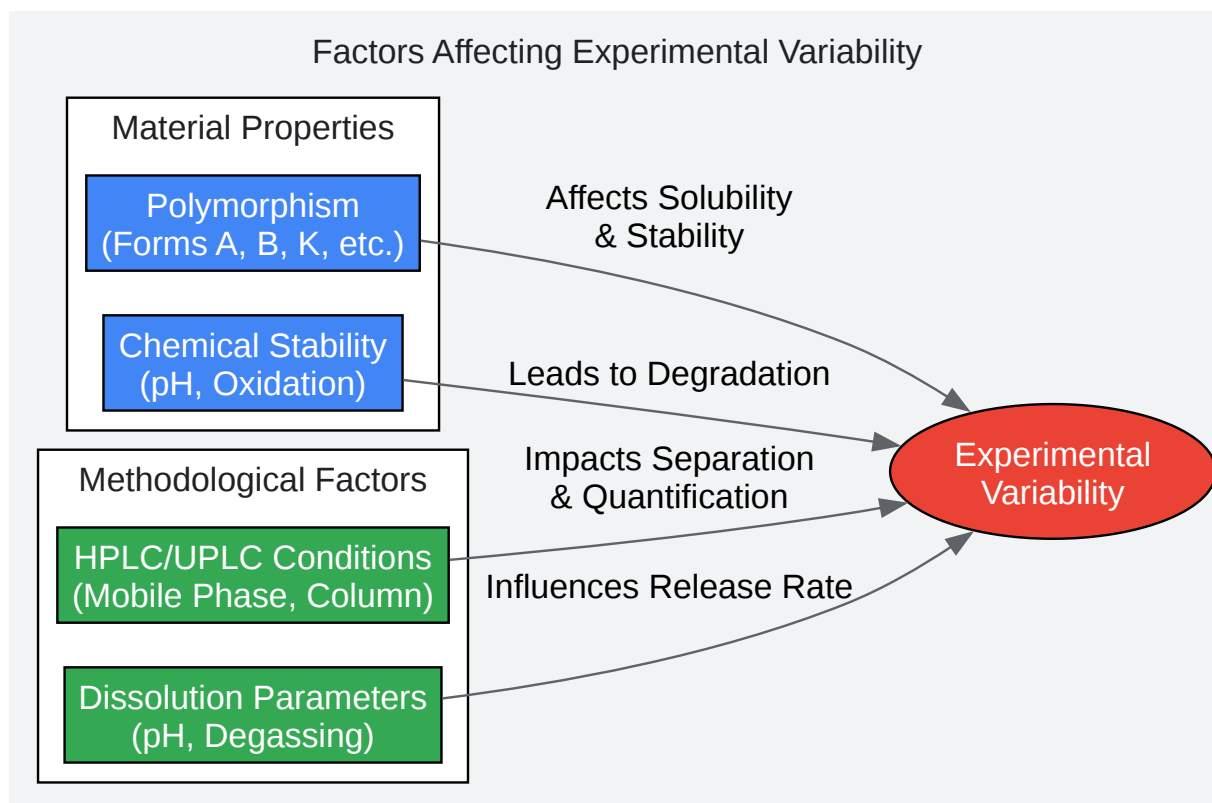 Factors Affecting Experimental Variability
Material Properties
Polymorphism
(Forms A, B, K, etc.)
Affects Solubility
& Stability
Chemical Stability
(pH, Oxidation)
Leads to Degradation
Methodological Factors
HPLC/UPLC Conditions
(Mobile Phase, Column)
Impacts Separation
& Quantification
Dissolution Parameters
(pH, Degassing)
Influences Release Rate
Experimental
Variability